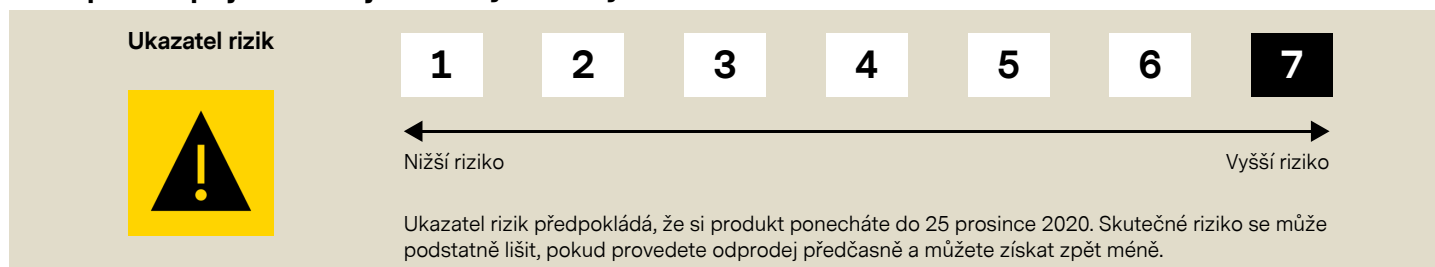 Ukazatel rizik
1 2 3 4 5 6 7
Nižší riziko Vyšší riziko
Ukazatel rizik předpokládá, že si produkt ponecháte do 25 prosince 2020. Skutečné riziko se může
podstatně lišit, pokud provedete odprodej předčasně a můžete získat zpět méně.